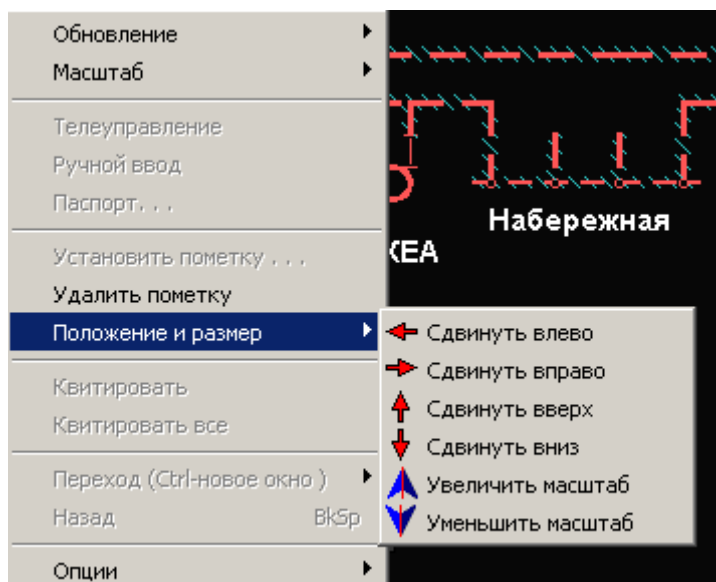 Обновление
Масштаб
Телеуправление
Ручной ввод
Паспорт. . .
Установить пометку . . .
Удалить пометку
Положение и размер
Квитировать
Квитировать все
Переход (Ctrl-новое окно )
Назад BkSp
Опции
Сдвинуть влево
Сдвинуть вправо
Сдвинуть вверх
Сдвинуть вниз
Увеличить масштаб
Уменьшить масштаб
Набережная
КЕА